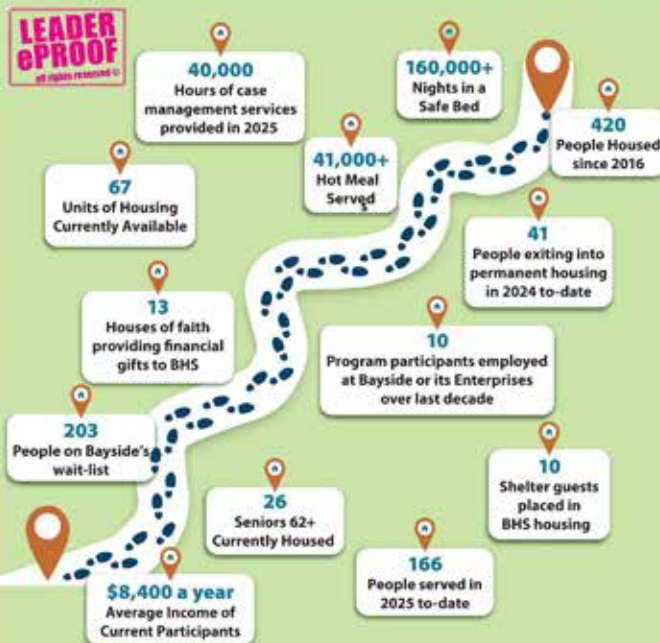 LEADER
ePROOF
all rights reserved ©
40,000
Hours of case
management services
provided in 2025
160,000+
Nights in a
Safe Bed
420
People Housed
since 2016
41,000+
Hot Meal
Served
67
Units of Housing
Currently Available
41
People exiting into
permanent housing
in 2024 to-date
13
Houses of faith
providing financial
gifts to BHS
10
Program participants employed
at Bayside or its Enterprises
over last decade
203
People on Bayside's
wait-list
10
Shelter guests
placed in
BHS housing
26
Seniors 62+
Currently Housed
166
People served in
2025 to-date
$8,400 a year
Average Income of
Current Participants